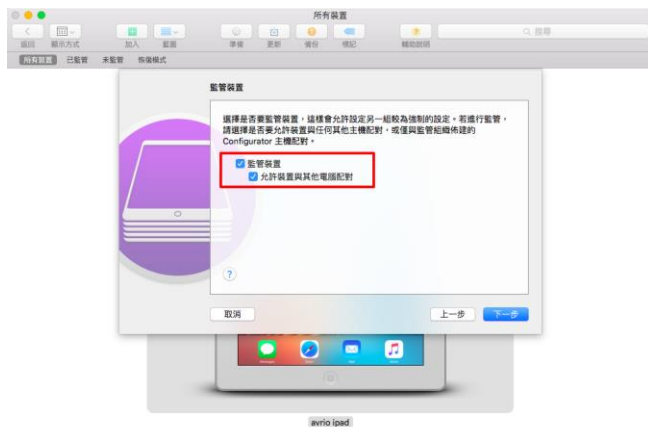 所有裝置
返回 顯示方式 加入 藍圖 準備 更新 備份 標記 輔助說明 搜尋
所有裝置 已監管 未監管 恢復模式
監管裝置
選擇是否要監管裝置，這樣會允許設定另一組較為強制的設定。若進行監管，
請選擇是否要允許裝置與任何其他主機配對，或僅與監管組織佈建的
Configurator 主機配對。
監管裝置
允許裝置與其他電腦配對
?
取消 上一步 下一步
avrio ipad